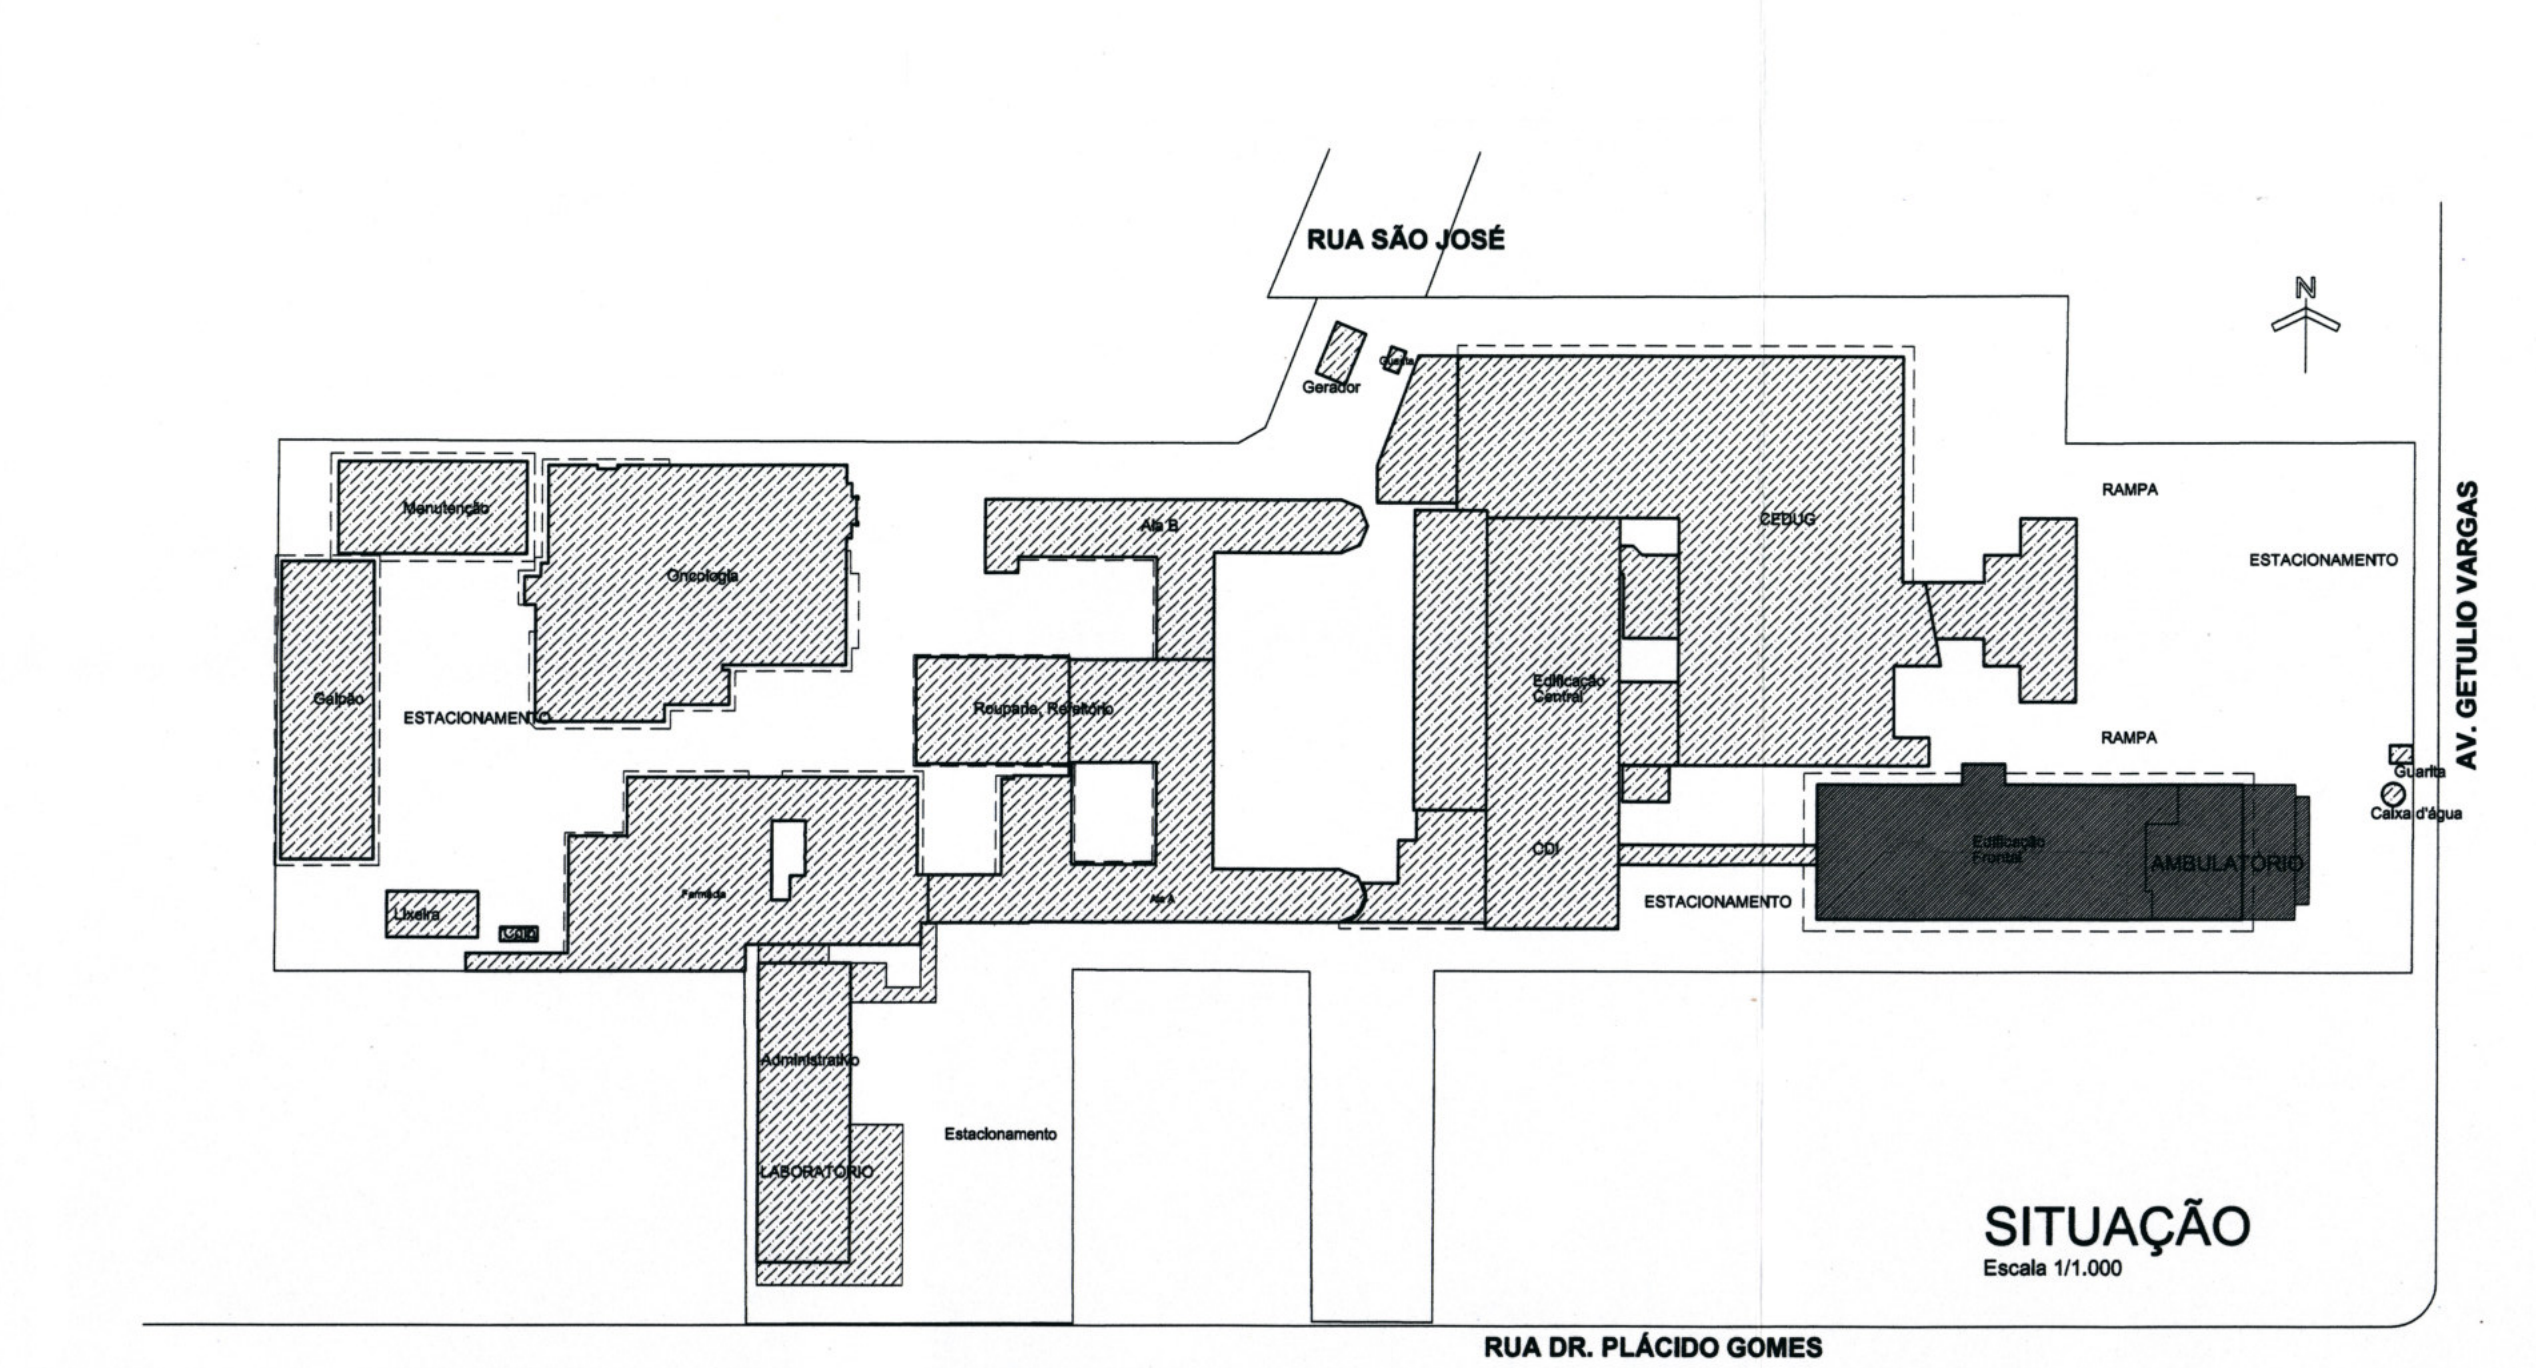 RUA SÃO JOSÉ
N
Guarita
Gerador
RAMPA
Manutenção
CEDUG
Ala B
ESTACIONAMENTO
Oncologia
AV. GETULIO VARGAS
Edificação
Central
Galpão
Rouparia, Refeitório
ESTACIONAMENTO
RAMPA
Guarita
Caixa d'água
CDI
Edificação
Frontal
AMBULATÓRIO
Farmácia
Ala A
ESTACIONAMENTO
Lixeira
Administrativo
Estacionamento
LABORATÓRIO
SITUAÇÃO
Escala 1/1.000
RUA DR. PLÁCIDO GOMES